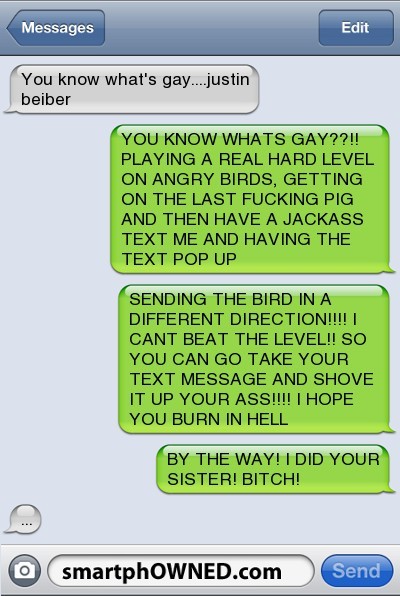 Messages
Edit
You know what's gay....justin
beiber
YOU KNOW WHATS GAY??!!
PLAYING A REAL HARD LEVEL
ON ANGRY BIRDS, GETTING
ON THE LAST FUCKING PIG
AND THEN HAVE A JACKASS
TEXT ME AND HAVING THE
TEXT POP UP
SENDING THE BIRD IN A
DIFFERENT DIRECTION!!!! I
CANT BEAT THE LEVEL!! SO
YOU CAN GO TAKE YOUR
TEXT MESSAGE AND SHOVE
IT UP YOUR ASS!!!! I HOPE
YOU BURN IN HELL
BY THE WAY! I DID YOUR
SISTER! BITCH!
...
smartphOWNED.com
Send